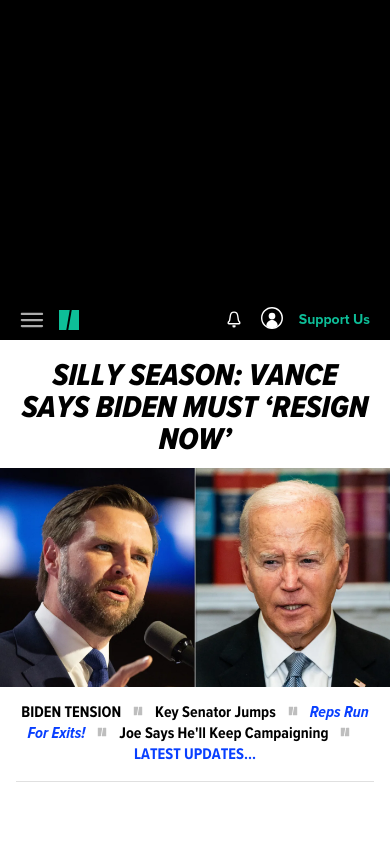 Support Us
SILLY SEASON: VANCE
SAYS BIDEN MUST ‘RESIGN
NOW’
BIDEN TENSION Key Senator Jumps Reps Run
For Exits! Joe Says He'll Keep Campaigning
LATEST UPDATES...